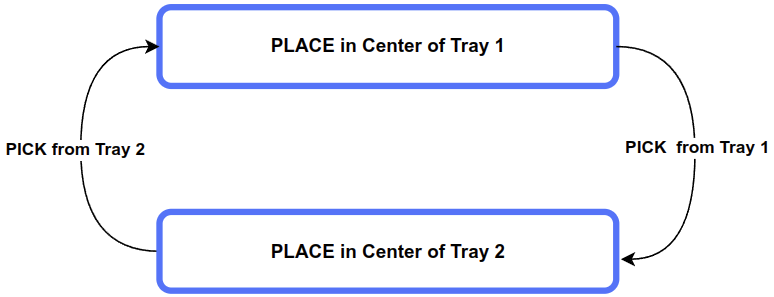 PLACE in Center of Tray 1
PICK from Tray 2
PICK from Tray 1
PLACE in Center of Tray 2